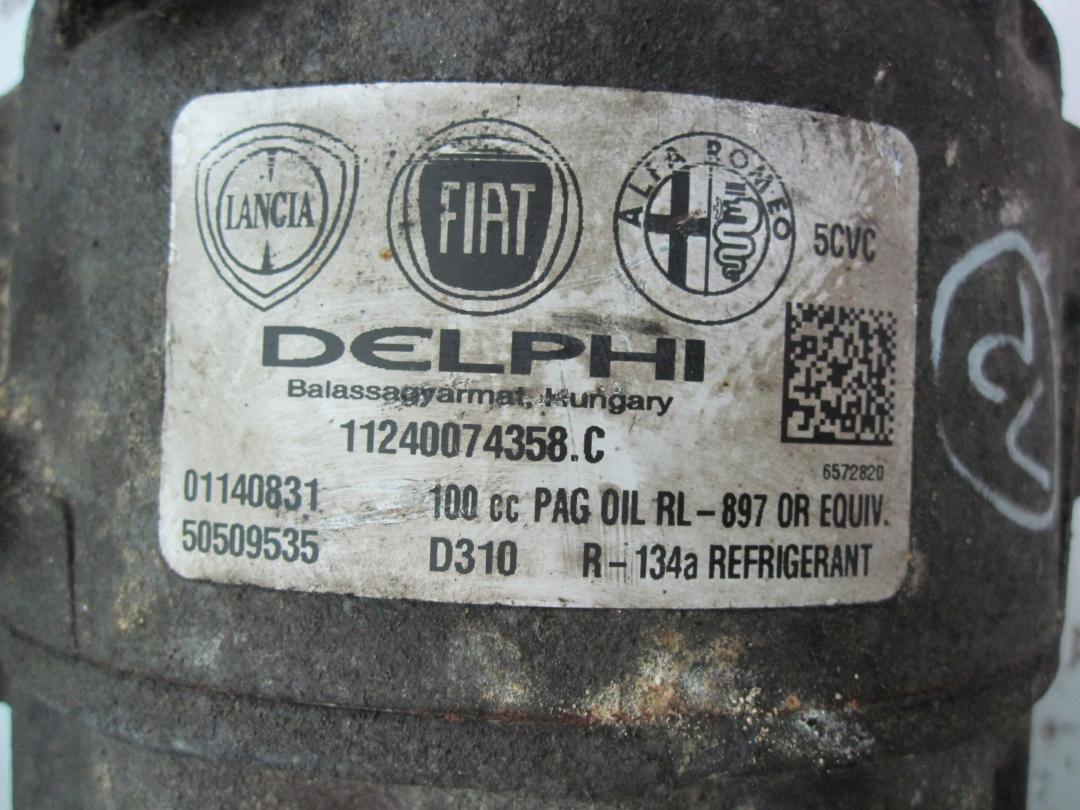 LANCIA
FIAT
ALFA ROMEO
5CVC
DELPHI
Balassagyarmat, Hungary
11240074358.C
6572820
01140831
100 cc PAG OIL RL-897 OR EQUIV.
50509535
D310
R-134a REFRIGERANT